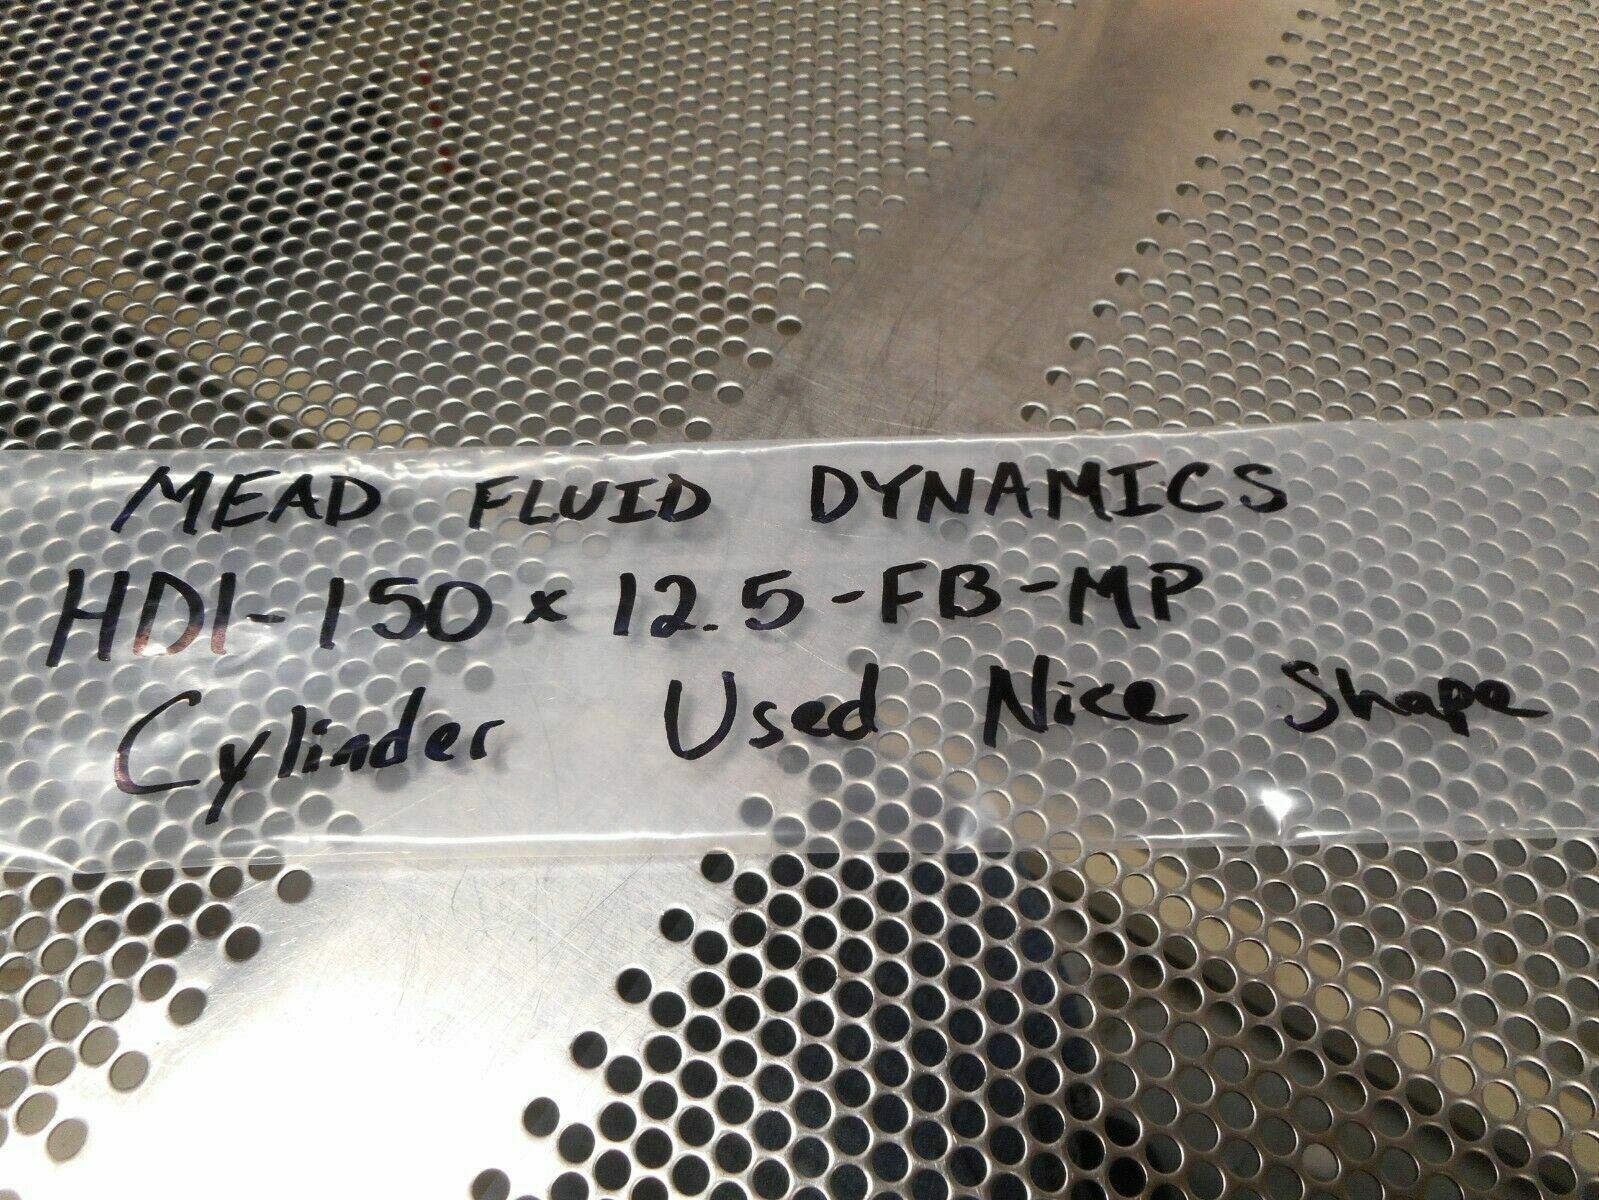 MEAD FLUID DYNAMICS
HD1-150 x 12.5-FB-MP
Cylinder Used Nice Shape